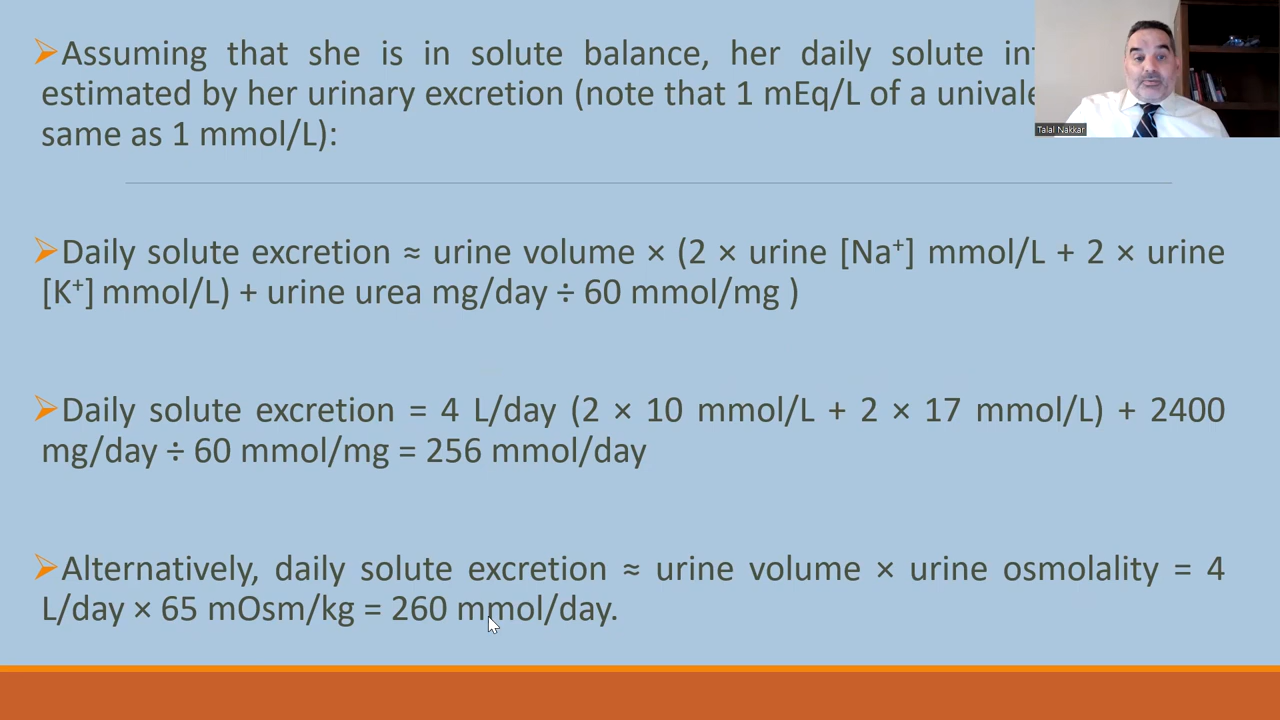 ➢Assuming that she is in solute balance, her daily solute
estimated by her urinary excretion (note that 1 mEq/L of a
same as 1 mmol/L):
Talal Nakkar
➢Daily solute excretion ≈ urine volume × (2 × urine [Na⁺] mmol/L + 2 × urine
[K⁺] mmol/L) + urine urea mg/day ÷ 60 mmol/mg )
➢Daily solute excretion = 4 L/day (2 × 10 mmol/L + 2 × 17 mmol/L) + 2400
mg/day ÷ 60 mmol/mg = 256 mmol/day
➢Alternatively, daily solute excretion ≈ urine volume × urine osmolality = 4
L/day × 65 mOsm/kg = 260 mmol/day.